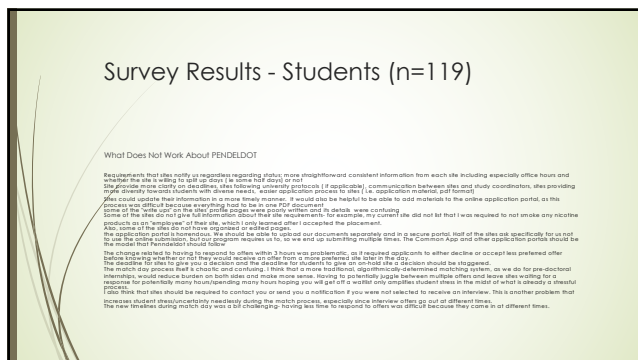 Survey Results - Students (n=119)
What Does Not Work About PENDELDOT
Requirements that sites notify us regardless regarding status; more straightforward consistent information from each site including especially office hours and
whether the site is willing to split up days ( ie some half days) or not
Site provide more clarity on deadlines, sites following university protocols ( if applicable), communication between sites and study coordinators, sites providing
more diversity towards students with diverse needs, easier application process to sites ( i.e. application material, pdf format)
Sites could update their information in a more timely manner. It would also be helpful to be able to add materials to the online application portal, as this
process was difficult because everything had to be in one PDF document
some of the "write ups" on the sites' profile pages were poorly written and its details were confusing
Some of the sites do not give full information about their site requirements- for example, my current site did not list that I was required to not smoke any nicotine
products as an "employee" of their site, which I only learned after I accepted the placement.
Also, some of the sites do not have organized or edited pages.
the application portal is horrendous. We should be able to upload our documents separately and in a secure portal. Half of the sites ask specifically for us not
to use the online submission, but our program requires us to, so we end up submitting multiple times. The Common App and other application portals should be
the model that Penndeldot should follow
The change related to having to respond to offers within 3 hours was problematic, as it required applicants to either decline or accept less preferred offer
before knowing whether or not they would receive an offer from a more preferred site later in the day.
The deadline for sites to give you a decision and the deadline for students to give an on-hold site a decision should be staggered.
The match day process is chaotic and confusing. I think that a more traditional, algorithmically-determined matching system, as we do for pre-doctoral
internships, would reduce burden on both sides and make more sense. Having to potentially juggle between multiple offers and leave sites waiting for a
response for potentially many hours/spending many hours hoping you will get off a waitlist only amplifies student stress in the midst of what is already a stressful
process.
I also think that sites should be required to contact you or send you a notification if you were not selected to receive an interview. This is another problem that
increases student stress/uncertainty needlessly during the match process, especially since interview offers go out at different times.
The new timelines during match day was a bit-challenging- having less time to respond to offers was difficult because they came in at different times.